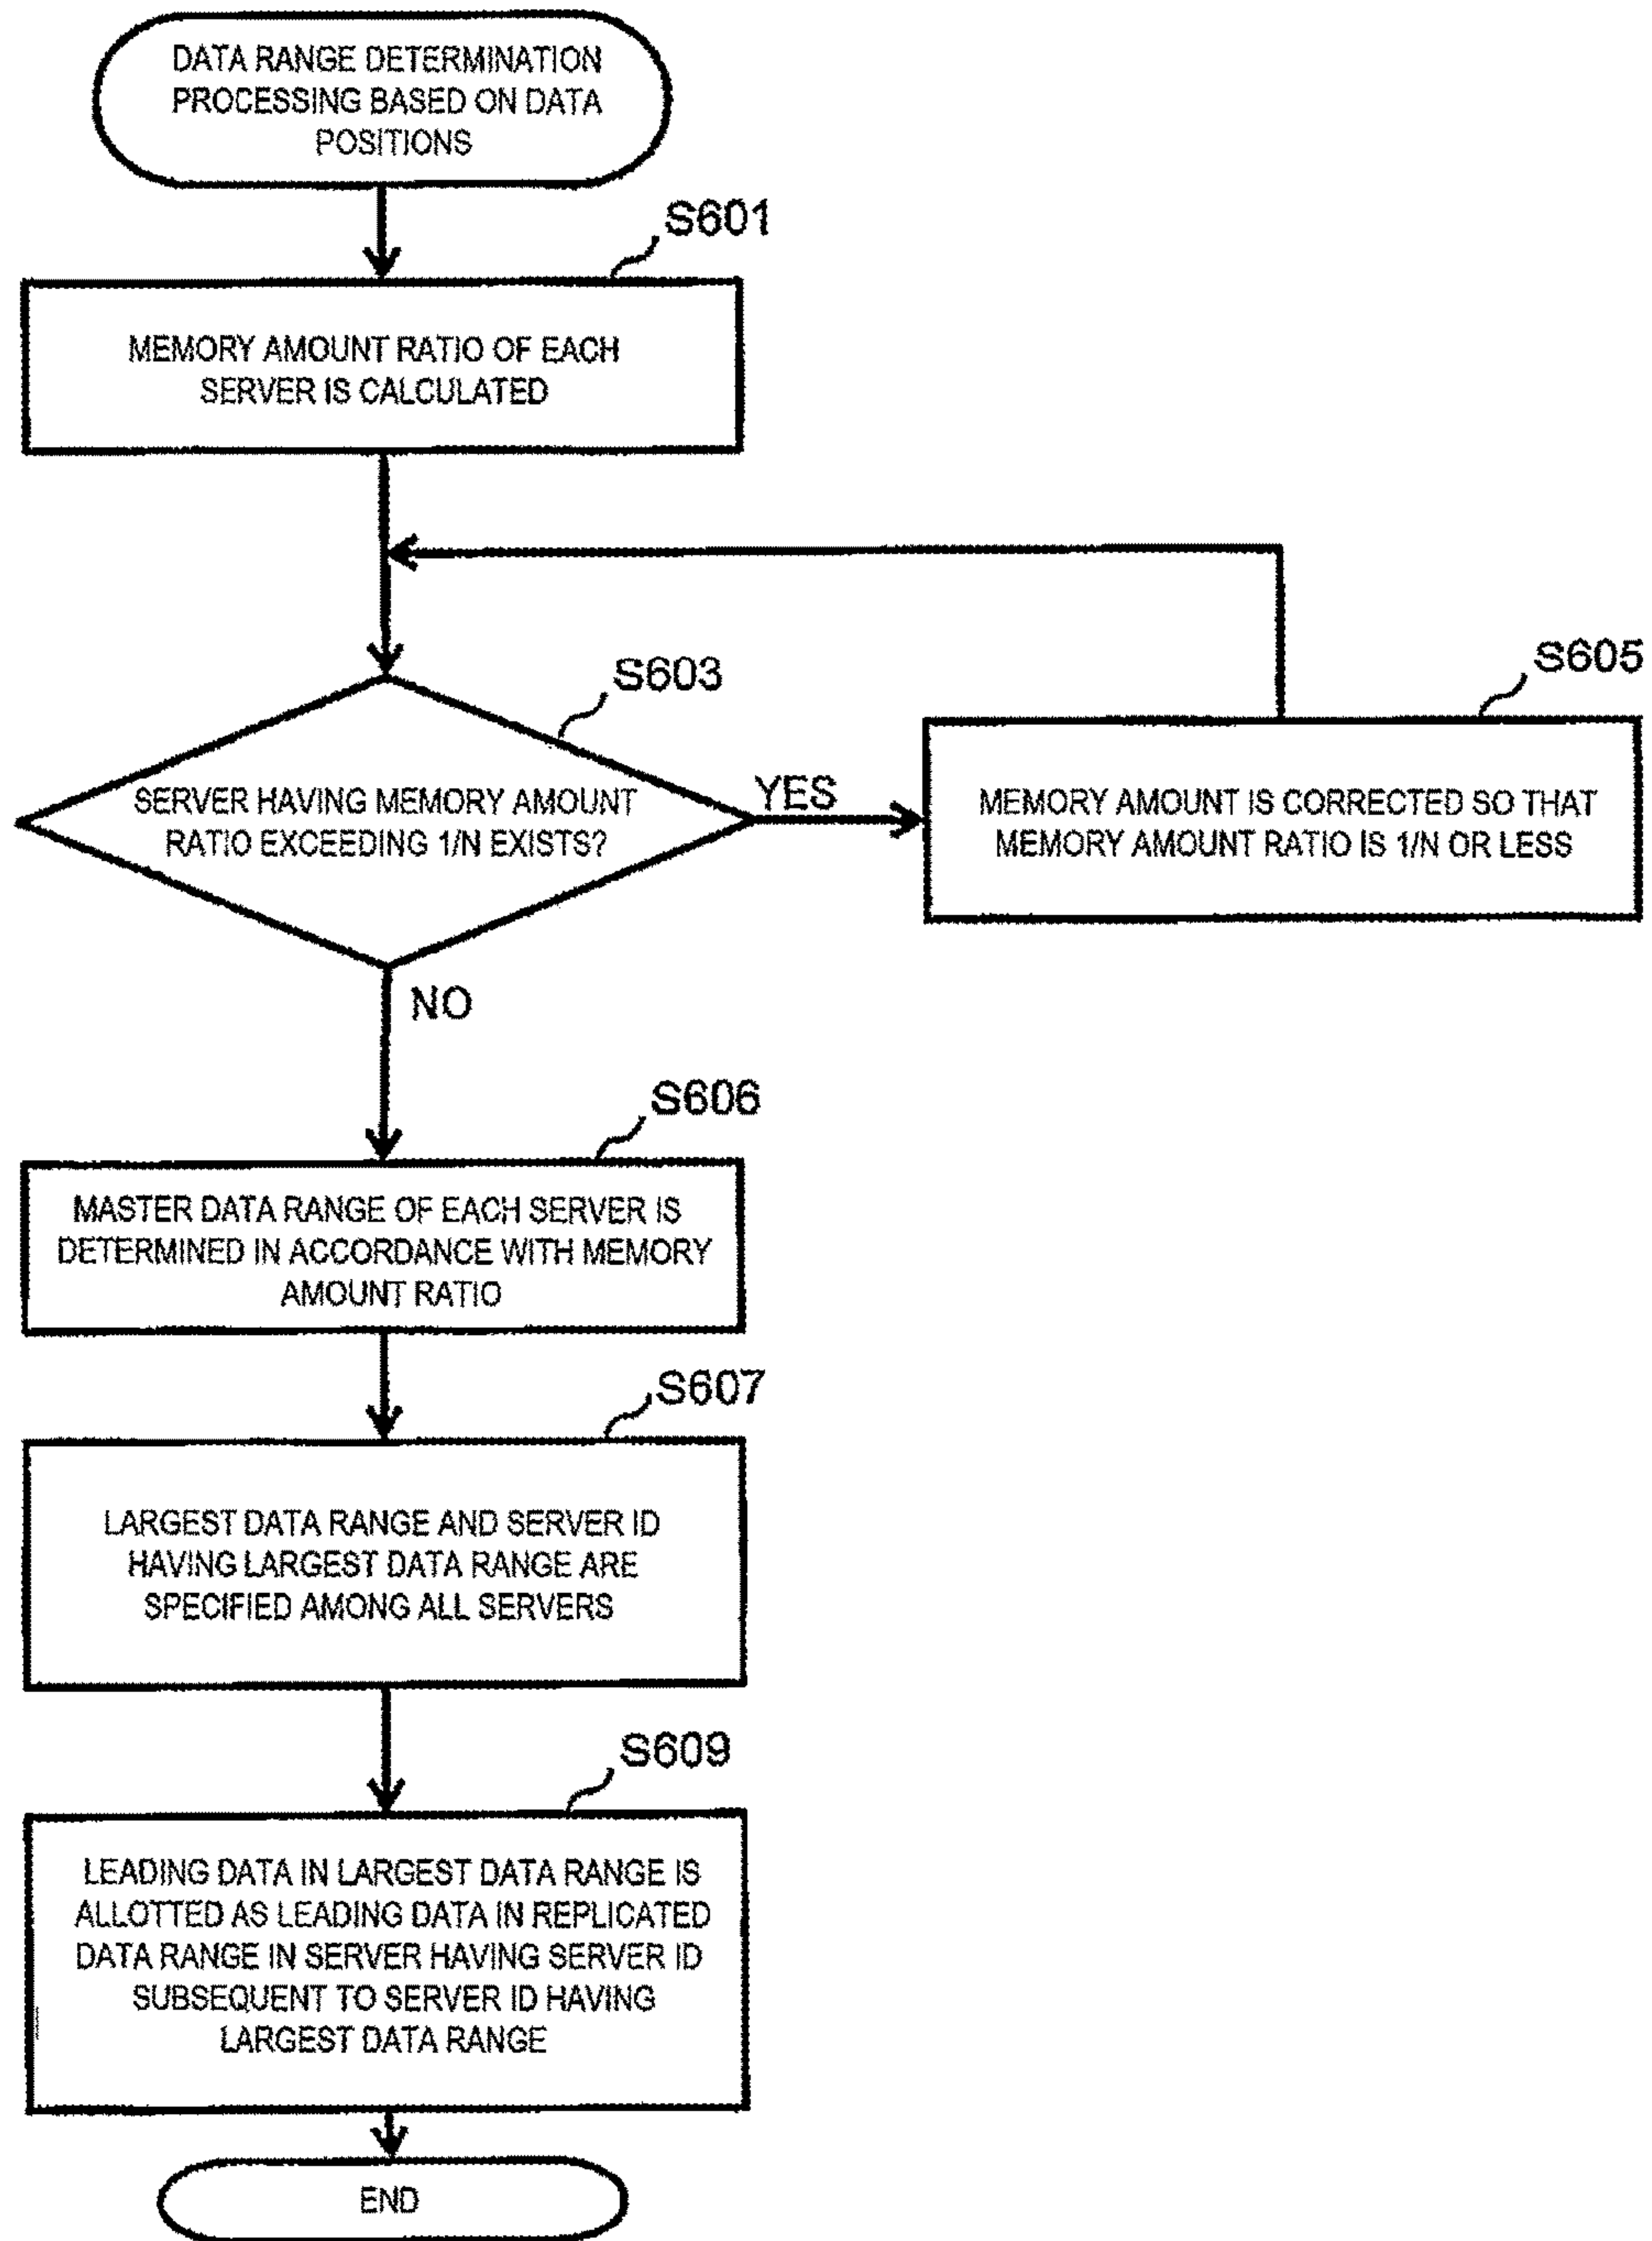 DATA RANGE DETERMINATION
PROCESSING BASED ON DATA
POSITIONS
S601
MEMORY AMOUNT RATIO OF EACH
SERVER IS CALCULATED
S603
SERVER HAVING MEMORY AMOUNT
RATIO EXCEEDING 1/N EXISTS?
YES
S605
MEMORY AMOUNT IS CORRECTED SO THAT
MEMORY AMOUNT RATIO IS 1/N OR LESS
NO
S606
MASTER DATA RANGE OF EACH SERVER IS
DETERMINED IN ACCORDANCE WITH MEMORY
AMOUNT RATIO
S607
LARGEST DATA RANGE AND SERVER ID
HAVING LARGEST DATA RANGE ARE
SPECIFIED AMONG ALL SERVERS
S609
LEADING DATA IN LARGEST DATA RANGE IS
ALLOTTED AS LEADING DATA IN REPLICATED
DATA RANGE IN SERVER HAVING SERVER ID
SUBSEQUENT TO SERVER ID HAVING
LARGEST DATA RANGE
END